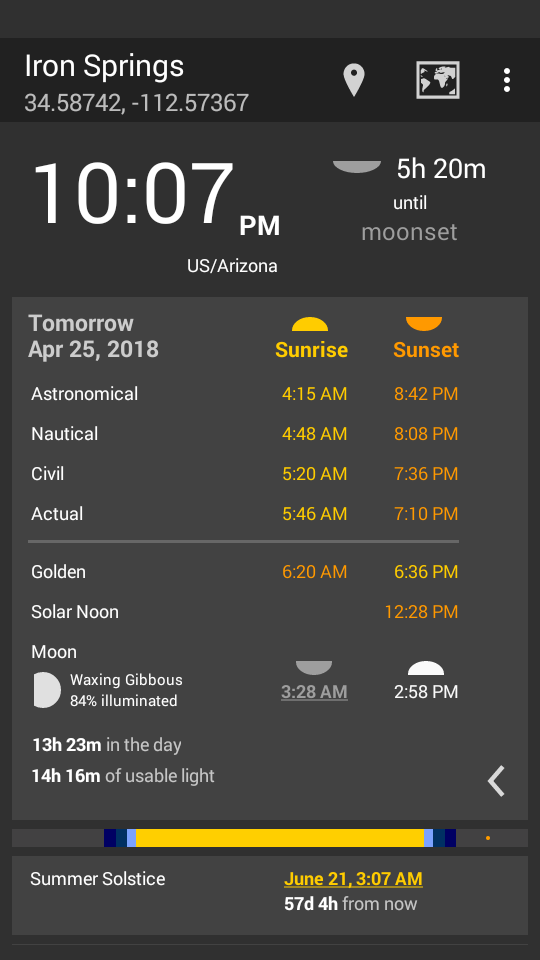 Iron Springs
34.58742, -112.57367
10:07 PM
5h 20m
until
moonset
US/Arizona
Tomorrow
Apr 25, 2018
Sunrise Sunset
Astronomical 4:15 AM 8:42 PM
Nautical 4:48 AM 8:08 PM
Civil 5:20 AM 7:36 PM
Actual 5:46 AM 7:10 PM
Golden 6:20 AM 6:36 PM
Solar Noon 12:28 PM
Moon
Waxing Gibbous
84% illuminated
3:28 AM 2:58 PM
13h 23m in the day
14h 16m of usable light
Summer Solstice June 21, 3:07 AM
57d 4h from now